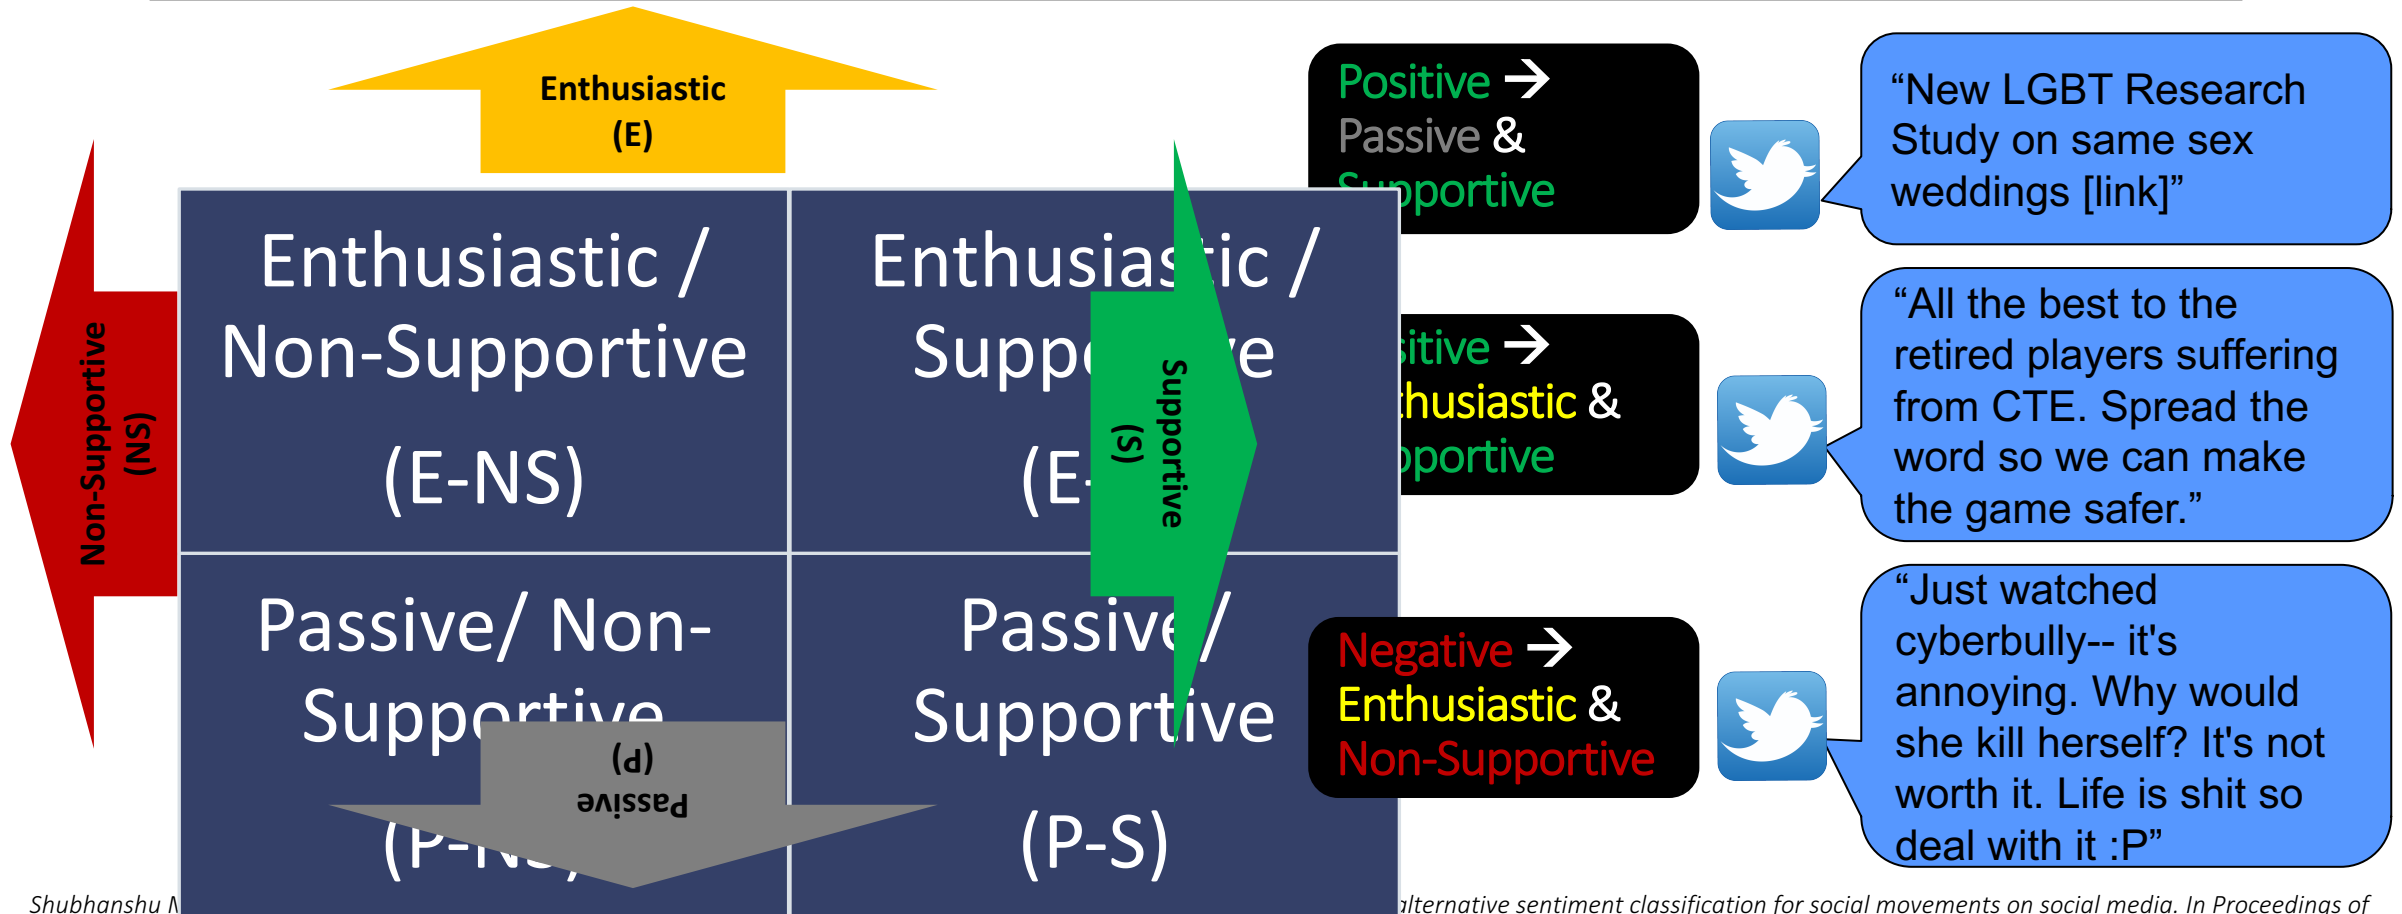 Enthusiastic
(E)
Non-Supportive
(NS)
Enthusiastic /
Non-Supportive
(E-NS)
Enthusiastic /
Supportive
Supportive
(S)
Passive/ Non-
Supportive
Passive
(P)
Passive/
Supportive
(P-S)
Positive →
Passive &
Supportive
“New LGBT Research
Study on same sex
weddings [link]”
Positive →
Enthusiastic &
Supportive
“All the best to the
retired players suffering
from CTE. Spread the
word so we can make
the game safer.”
Negative →
Enthusiastic &
Non-Supportive
“Just watched
cyberbully-- it's
annoying. Why would
she kill herself? It's not
worth it. Life is shit so
deal with it :P”
Shubhanshu
alternative sentiment classification for social movements on social media. In Proceedings of